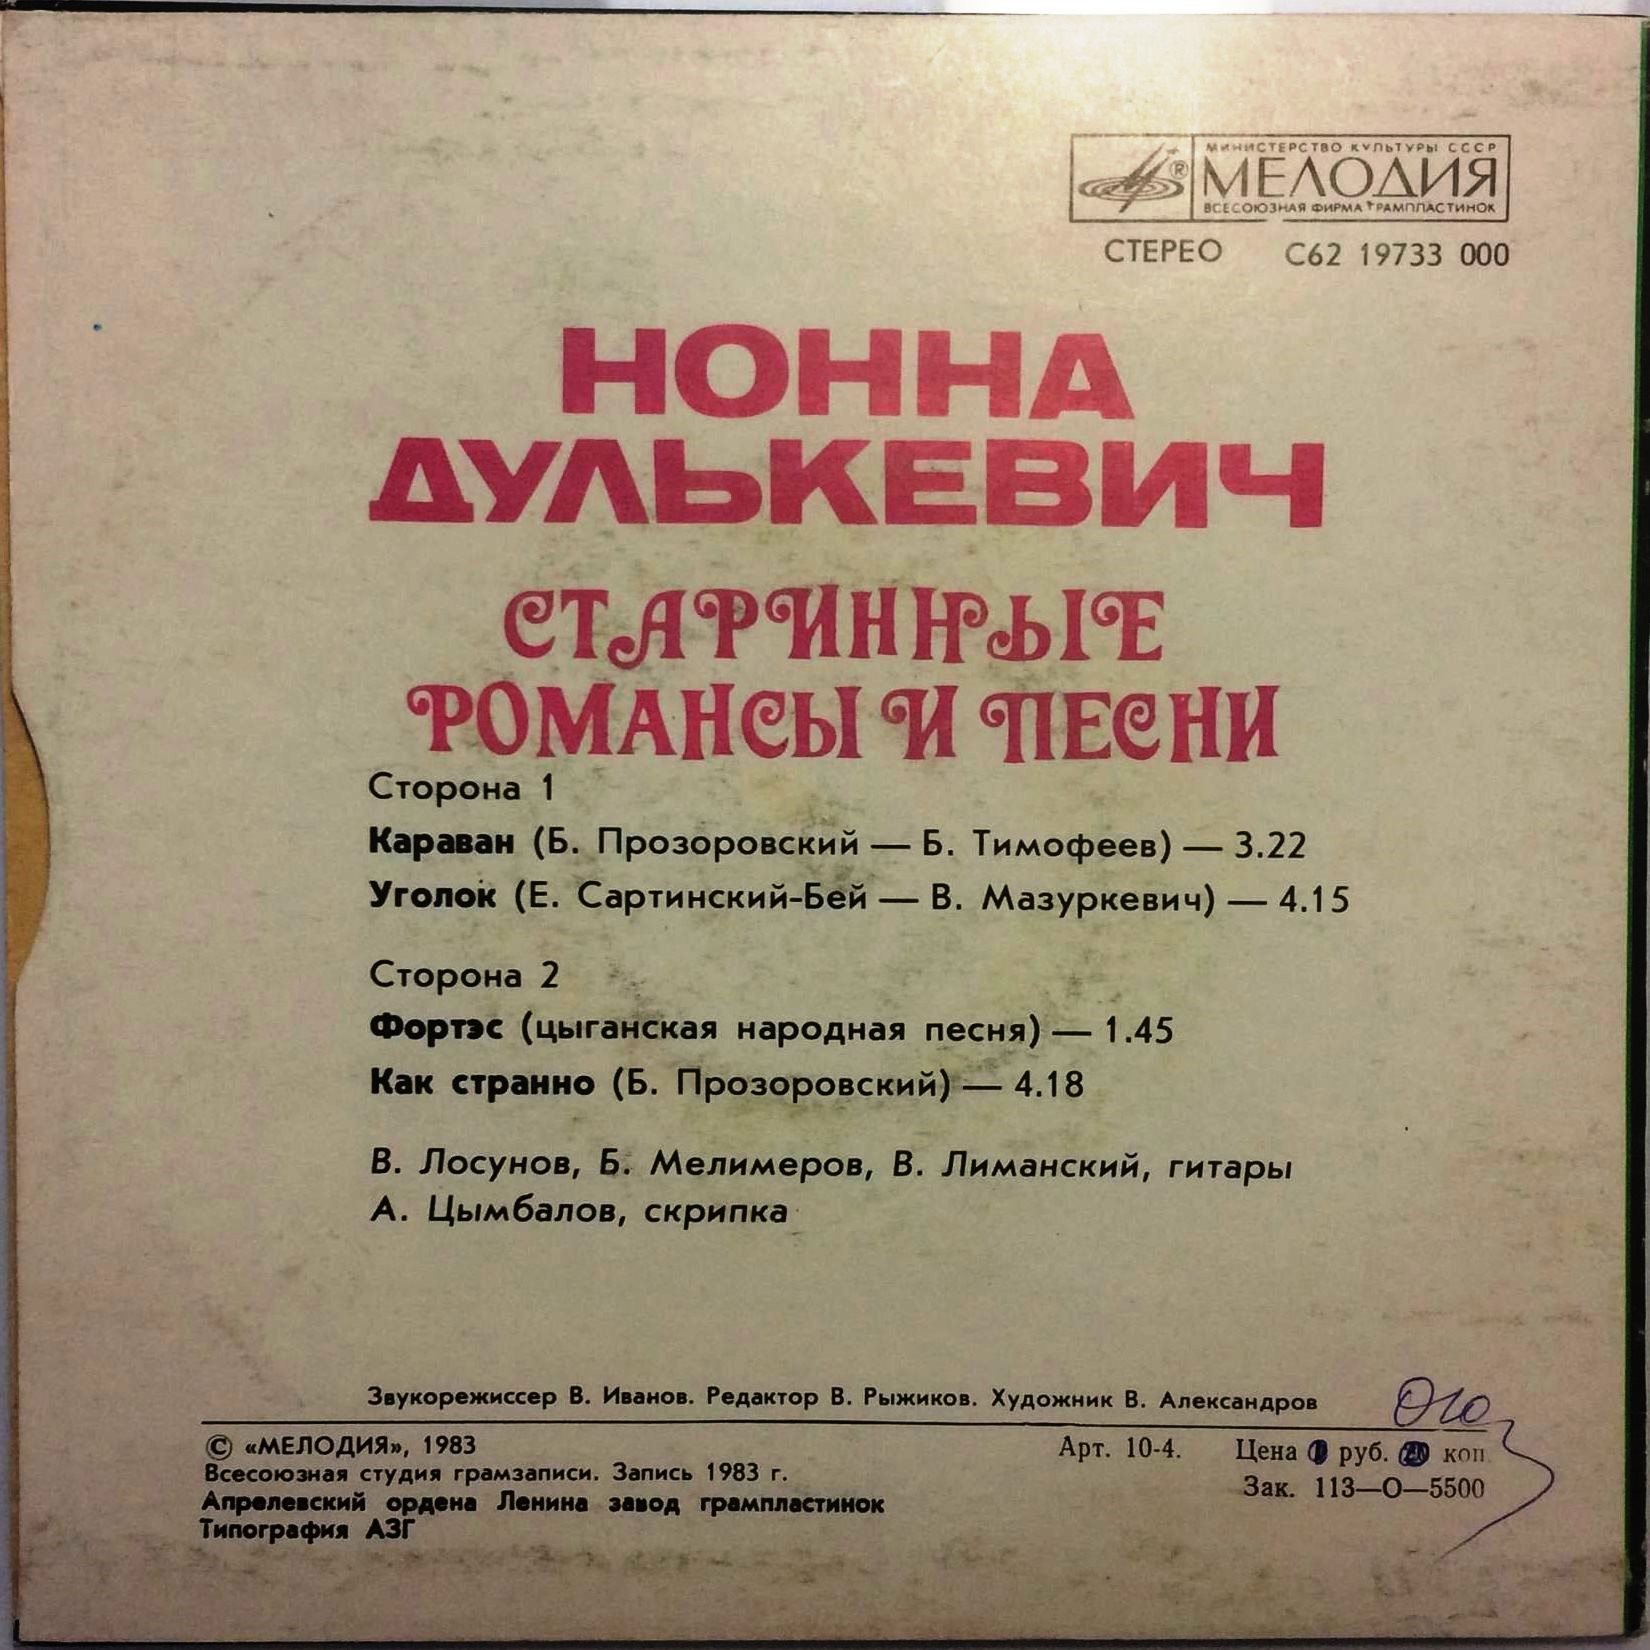 МИНИСТЕРСТВО КУЛЬТУРЫ СССР
МЕЛОДИЯ
ВСЕСОЮЗНАЯ ФИРМА ГРАМПЛАСТИНОК
СТЕРЕО С62 19733 000
НОННА
ДУЛЬКЕВИЧ
СТАРИННЫЕ
РОМАНСЫ И ПЕСНИ
Сторона 1
Караван (Б. Прозоровский — Б. Тимофеев) — 3.22
Уголок (Е. Сартинский-Бей — В. Мазуркевич) — 4.15
Сторона 2
Фортэс (цыганская народная песня) — 1.45
Как странно (Б. Прозоровский) — 4.18
В. Лосунов, Б. Мелимеров, В. Лиманский, гитары
А. Цымбалов, скрипка
Звукорежиссер В. Иванов. Редактор В. Рыжиков. Художник В. Александров
© «МЕЛОДИЯ», 1983 Арт. 10-4. Цена руб. коп
Всесоюзная студия грамзаписи. Запись 1983 г.
Зак. 113—О—5500
Апрелевский ордена Ленина завод грампластинок
Типография АЗГ